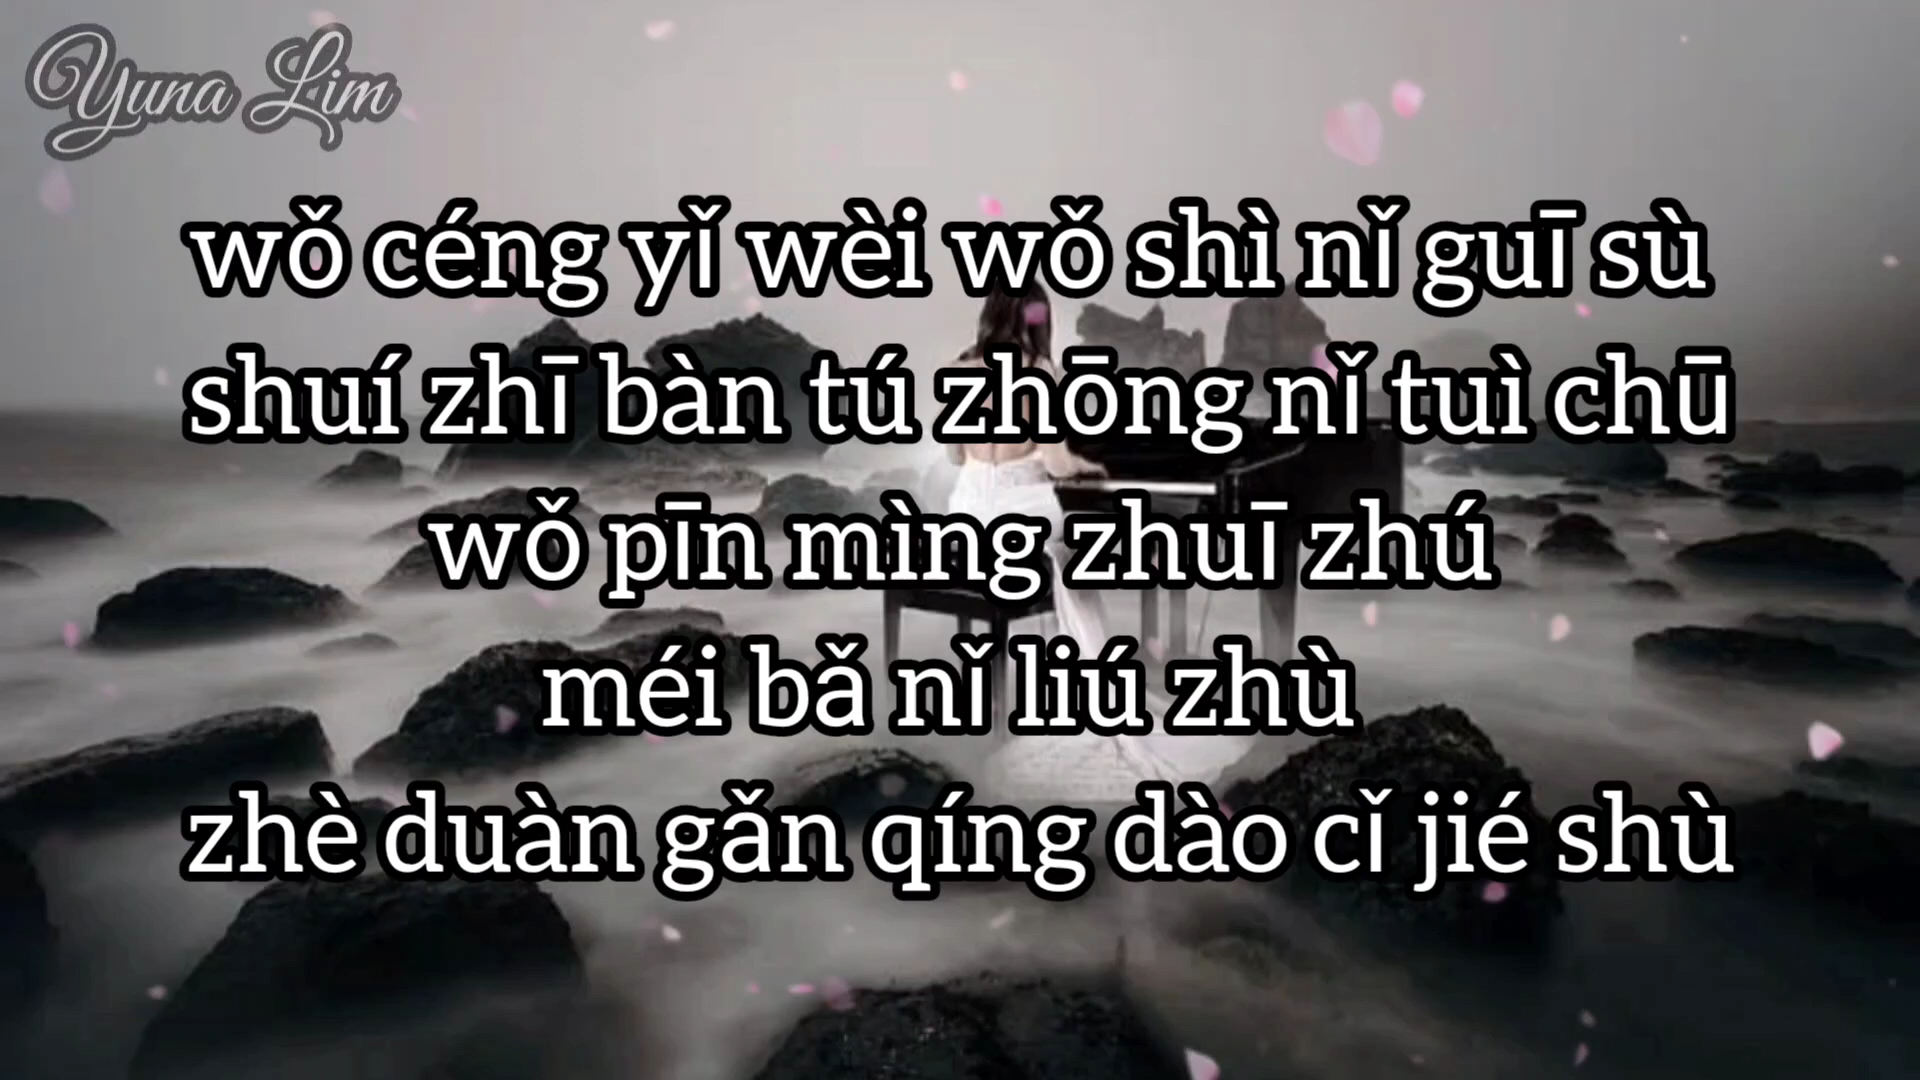 Yuna Lim
wǒ céng yǐ wèi wǒ shì nǐ guī sù
shuí zhī bàn tú zhōng nǐ tuì chū
wǒ pīn mìng zhuī zhú
méi bǎ nǐ liú zhù
zhè duàn gǎn qíng dào cǐ jié shù